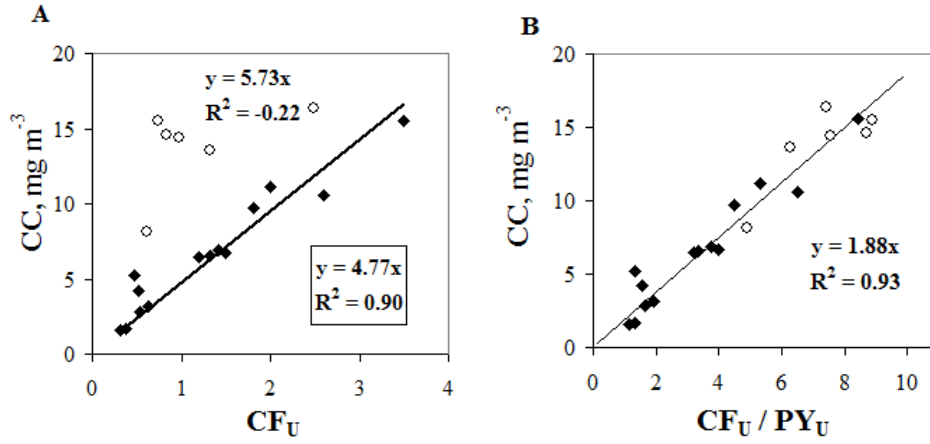 A
20
15
10
5
0
CC, mg m-3
y = 5.73x
R2 = -0.22
y = 4.77x
R2 = 0.90
0 1 2 3 4
CFU
B
20
15
10
5
0
CC, mg m-3
y = 1.88x
R2 = 0.93
0 2 4 6 8 10
CFU / PYU